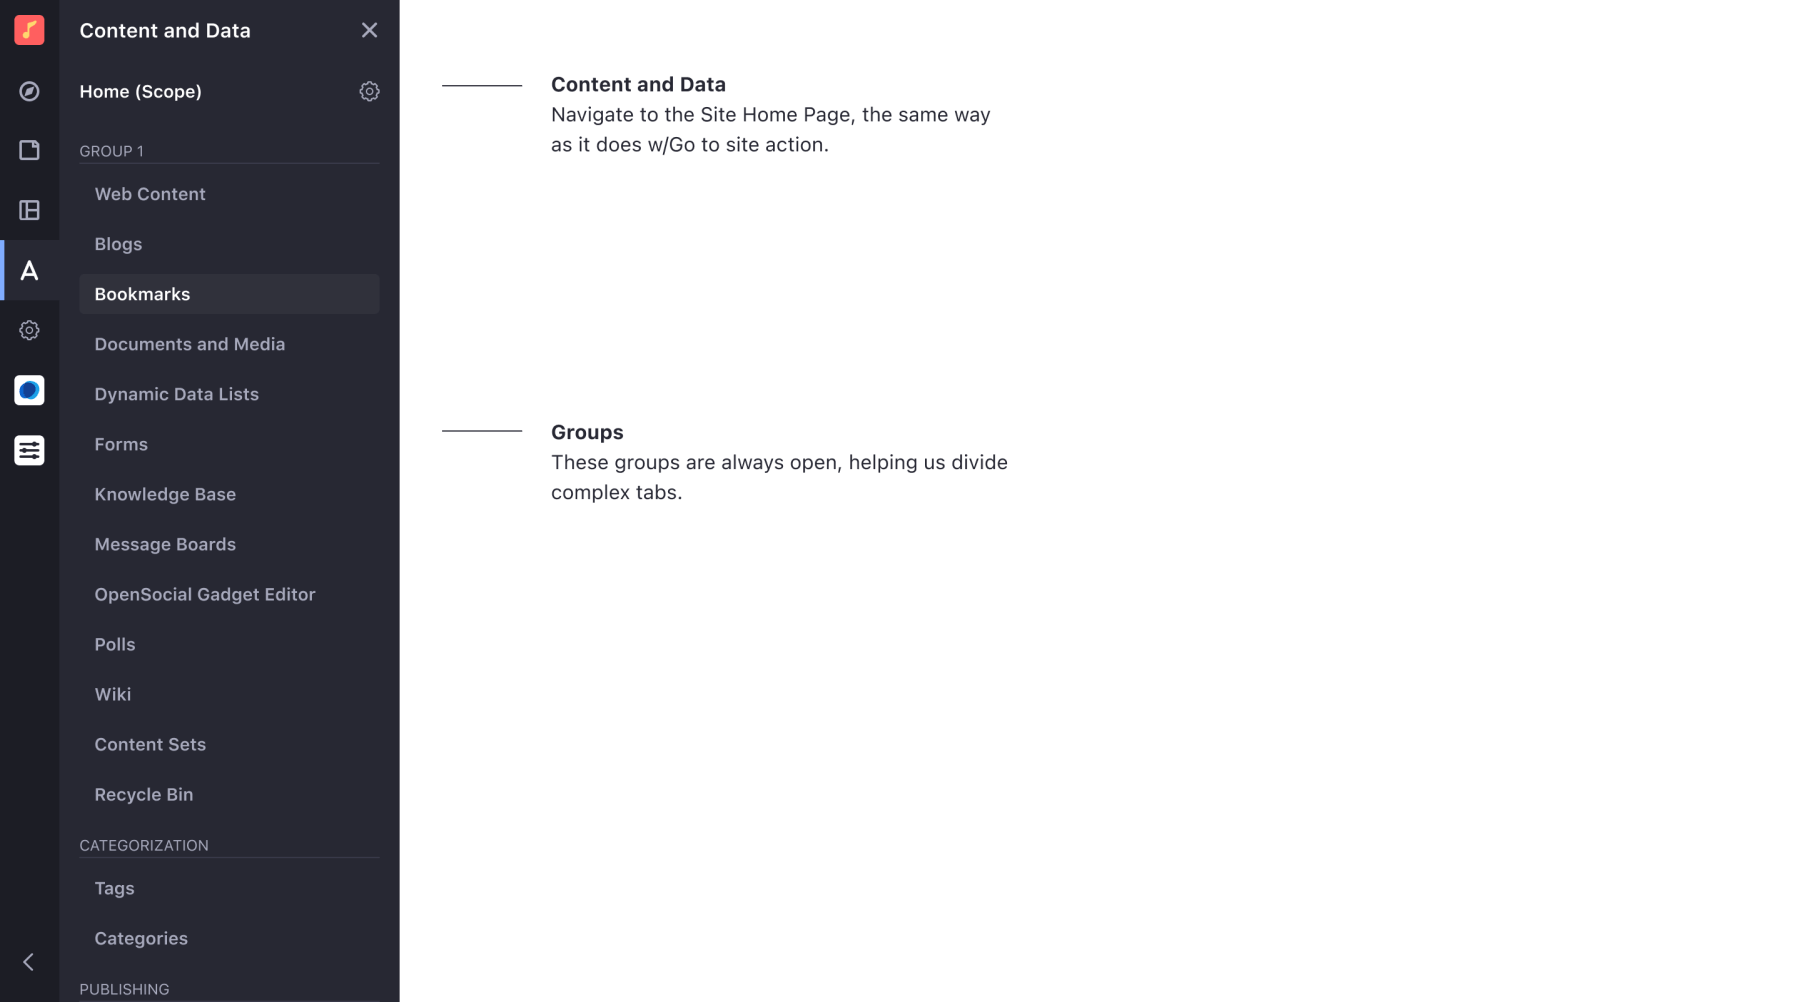 Content and Data
Home (Scope)
GROUP 1
Web Content
Blogs
Bookmarks
Documents and Media
Dynamic Data Lists
Forms
Knowledge Base
Message Boards
OpenSocial Gadget Editor
Polls
Wiki
Content Sets
Recycle Bin
CATEGORIZATION
Tags
Categories
PUBLISHING
Content and Data
Navigate to the Site Home Page, the same way
as it does w/Go to site action.
Groups
These groups are always open, helping us divide
complex tabs.